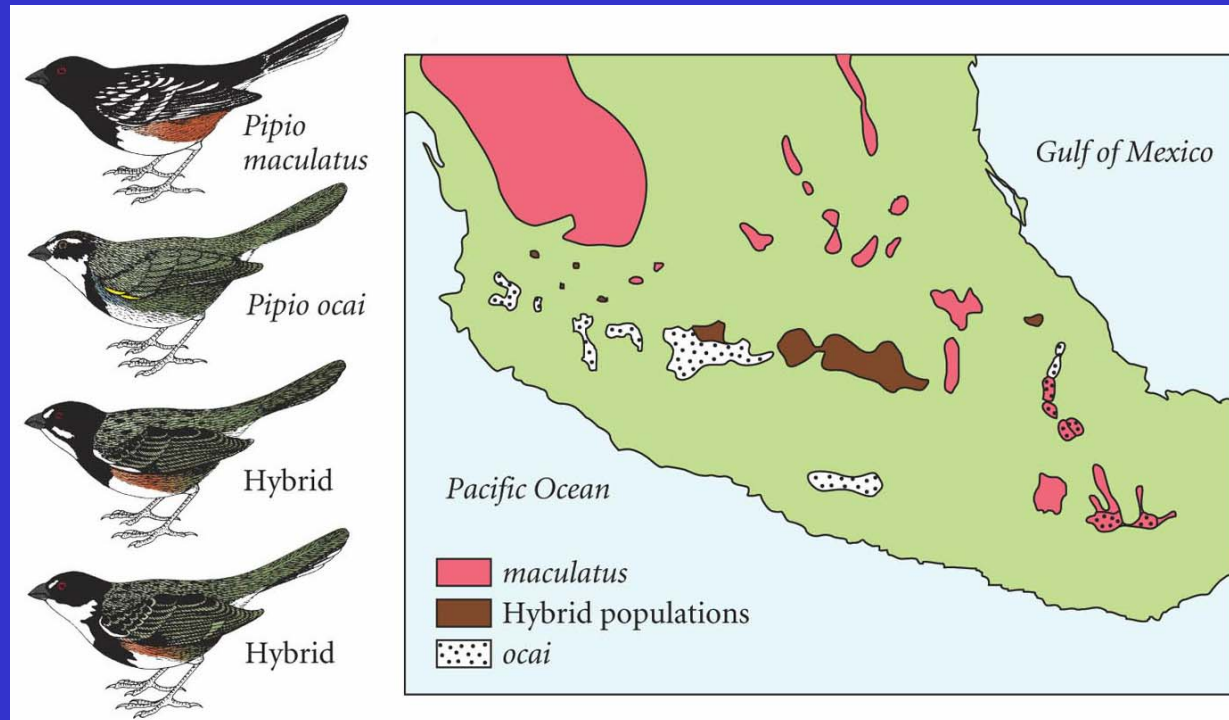 Pipio
maculatus
Pipio ocai
Hybrid
Hybrid
Gulf of Mexico
Pacific Ocean
maculatus
Hybrid populations
ocai